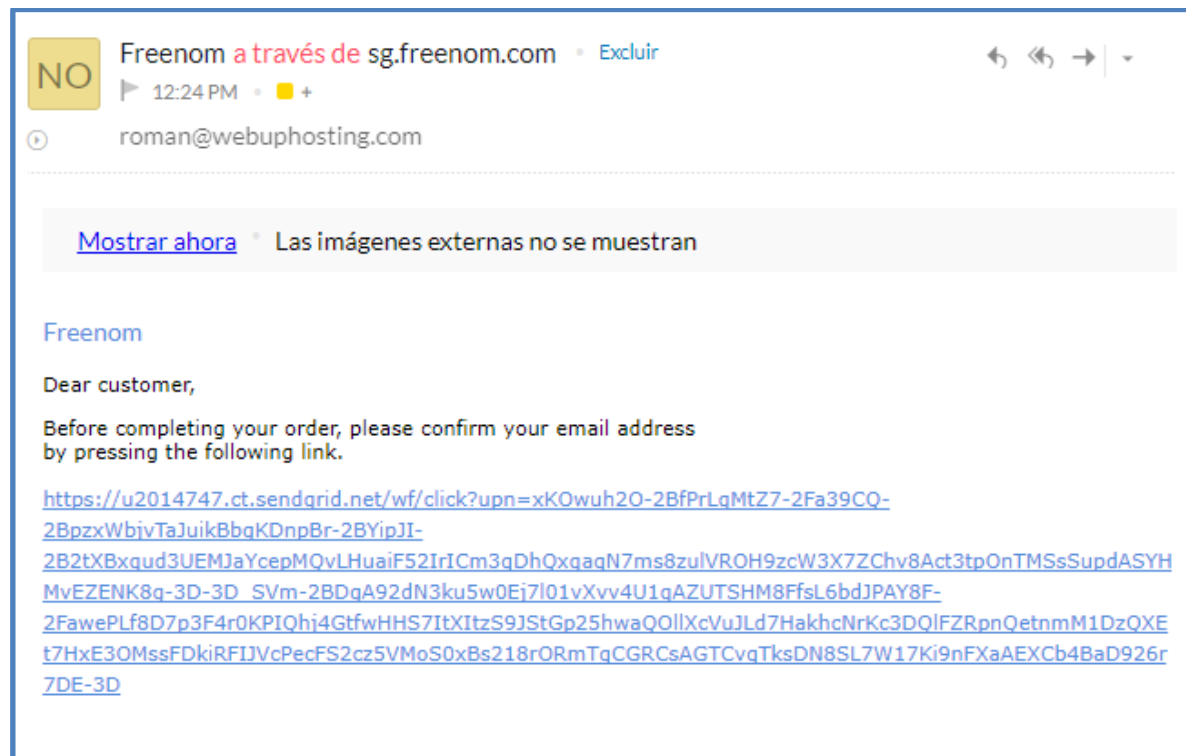 NO
Freenom a través de sg.freenom.com • Excluir
12:24 PM • +
roman@webuphosting.com
Mostrar ahora • Las imágenes externas no se muestran
Freenom
Dear customer,
Before completing your order, please confirm your email address
by pressing the following link.
https://u2014747.ct.sendgrid.net/wf/click?upn=xKOwuh2O-2BfPrLqMtZ7-2Fa39CQ-
2BpzxWbjvTaJuikBbqKDnpBr-2BYipJI-
2B2tXBxqud3UEMJaYcepMQvLHuaiF52IrICm3qDhQxgaqN7ms8zulVROH9zcW3X7ZChv8Act3tpOnTMSsSupdASYH
MvEZENK8g-3D-3D_SVm-2BDqA92dN3ku5w0Ej7l01vXvv4U1qAZUTSHM8FfsL6bdJPAY8F-
2FawePLf8D7p3F4r0KPIQhj4GtfwHHS7ItXItzS9JStGp25hwaQOllXcVuJLd7HakhcNrKc3DQlFZRpnQetnmM1DzQXE
t7HxE3OMssFDkiRFIJVcPecFS2cz5VMoS0xBs218rORmTqCGRCsAGTCvqTksDN8SL7W17Ki9nFXaAEXCb4BaD926r
7DE-3D